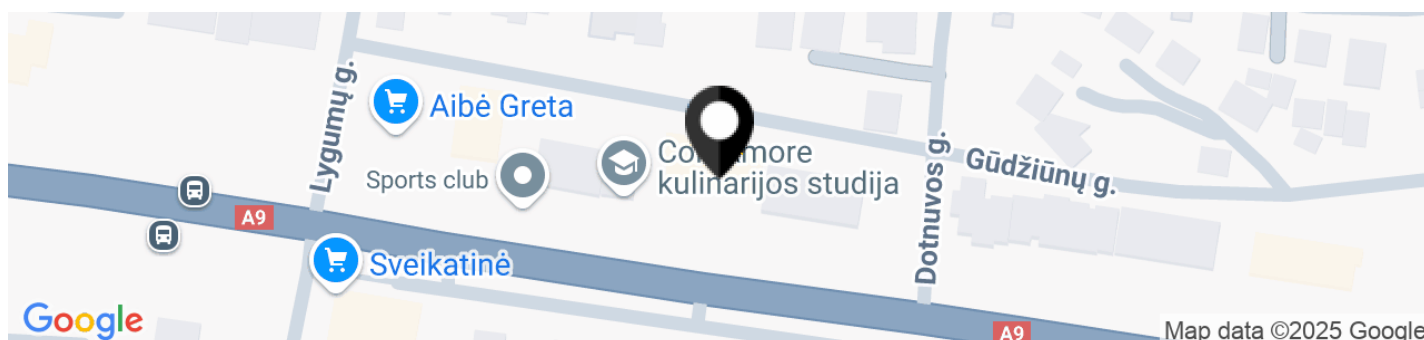 Lygumų g.
Aibė Greta
Sports club
kulinarijos studija
Dotnuvos g.
Gūdžiūnų g.
A9
Sveikatinė
A9
Google
Map data ©2025 Google